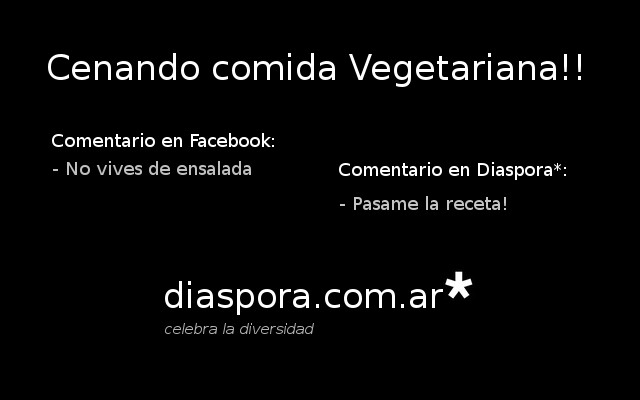 Cenando comida Vegetariana!!
Comentario en Facebook:
- No vives de ensalada
Comentario en Diaspora*:
- Pasame la receta!
diaspora.com.ar*
celebra la diversidad